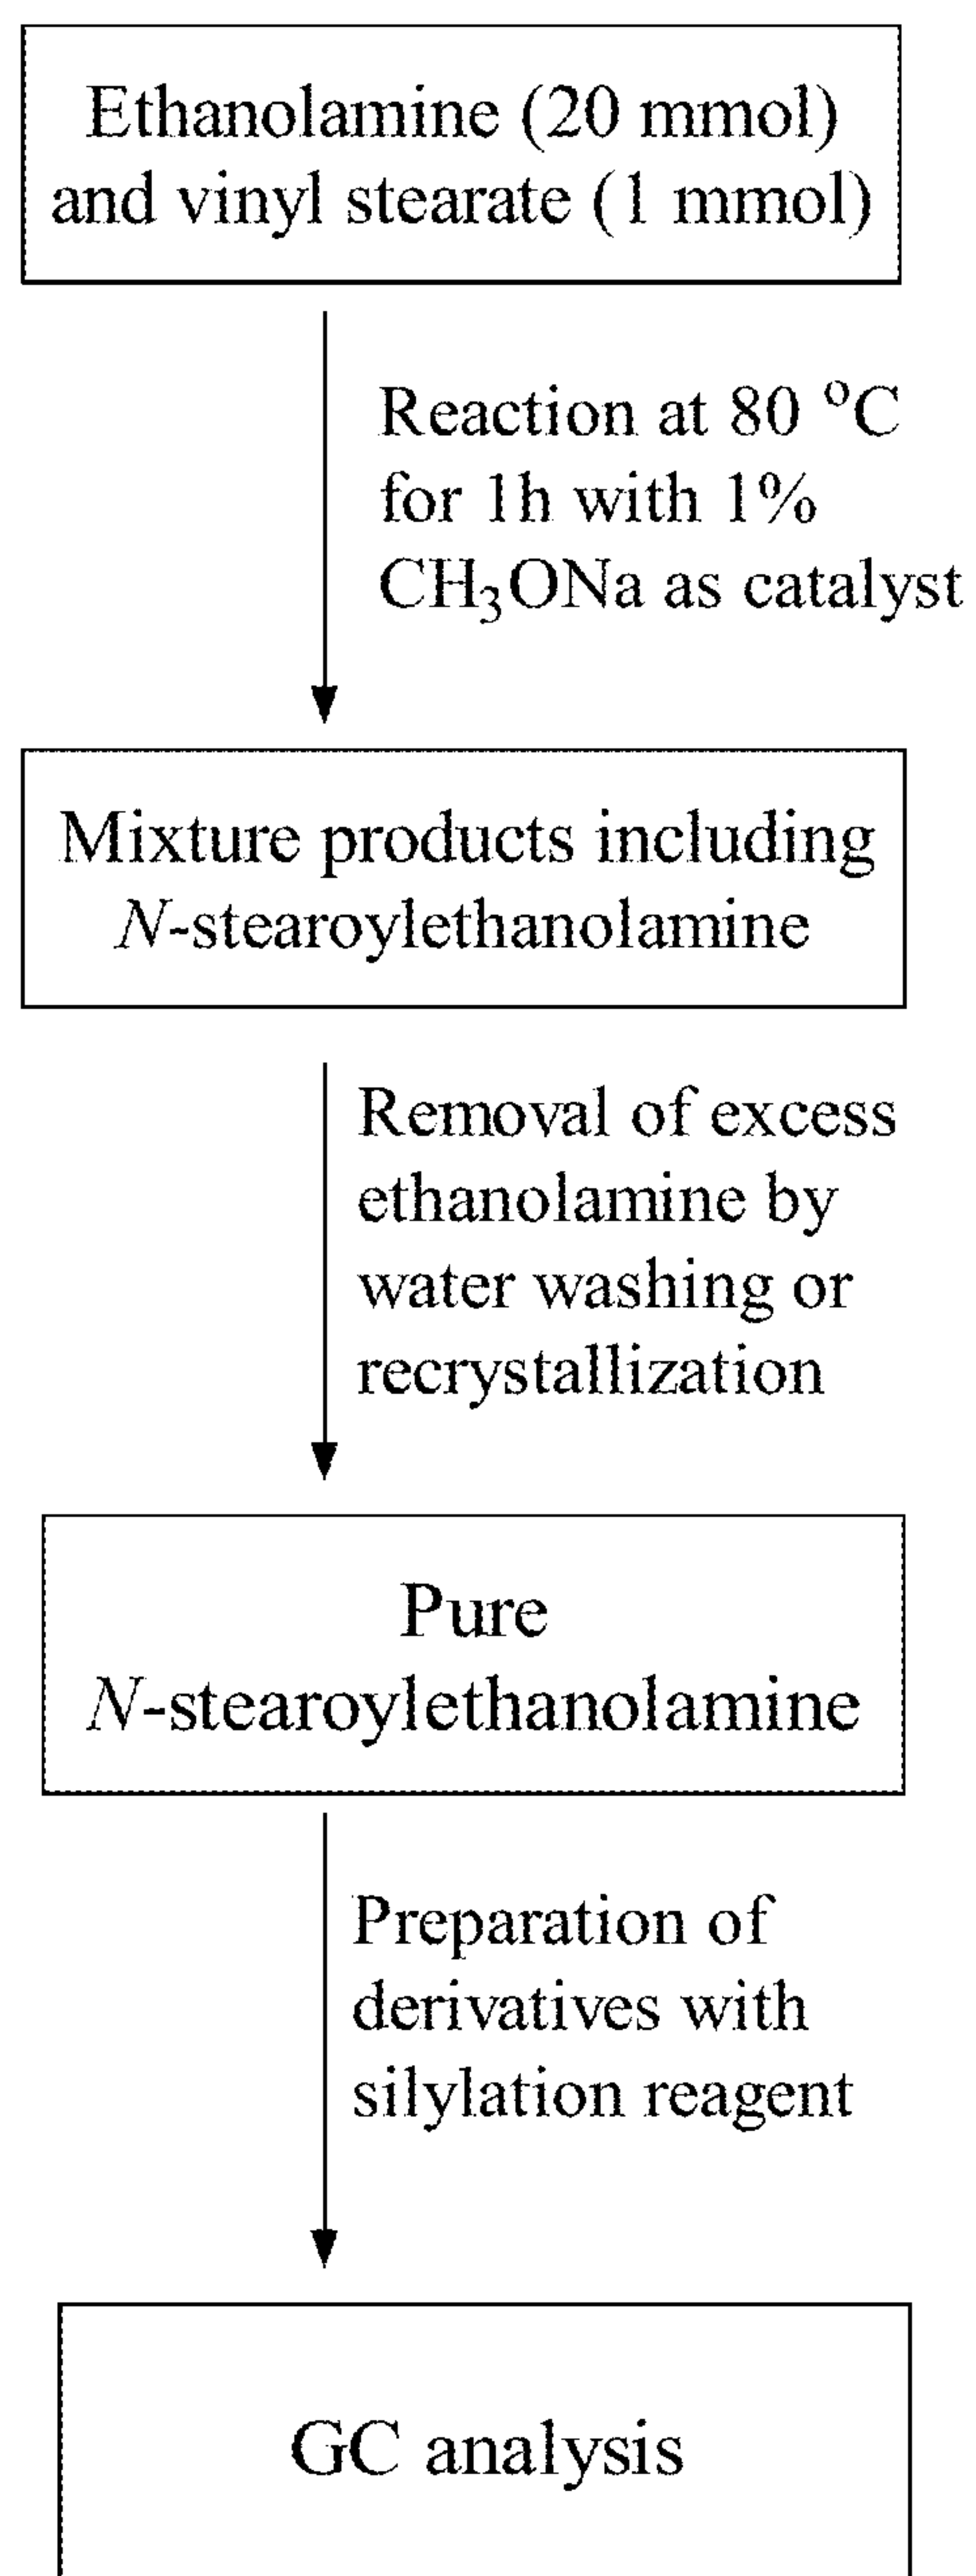 Ethanolamine (20 mmol)
and vinyl stearate (1 mmol)
Reaction at 80 °C
for 1h with 1%
CH₃ONa as catalyst
Mixture products including
N-stearoylethanolamine
Removal of excess
ethanolamine by
water washing or
recrystallization
Pure
N-stearoylethanolamine
Preparation of
derivatives with
silylation reagent
GC analysis